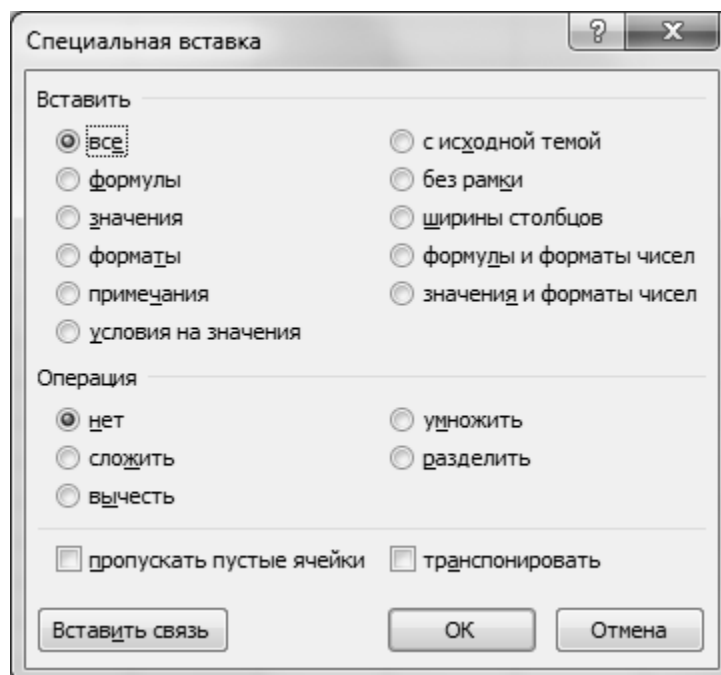 Специальная вставка
Вставить
все
с исходной темой
формулы
без рамки
значения
ширины столбцов
форматы
формулы и форматы чисел
примечания
значения и форматы чисел
условия на значения
Операция
нет
умножить
сложить
разделить
вычесть
пропускать пустые ячейки
транспонировать
Вставить связь
ОК
Отмена